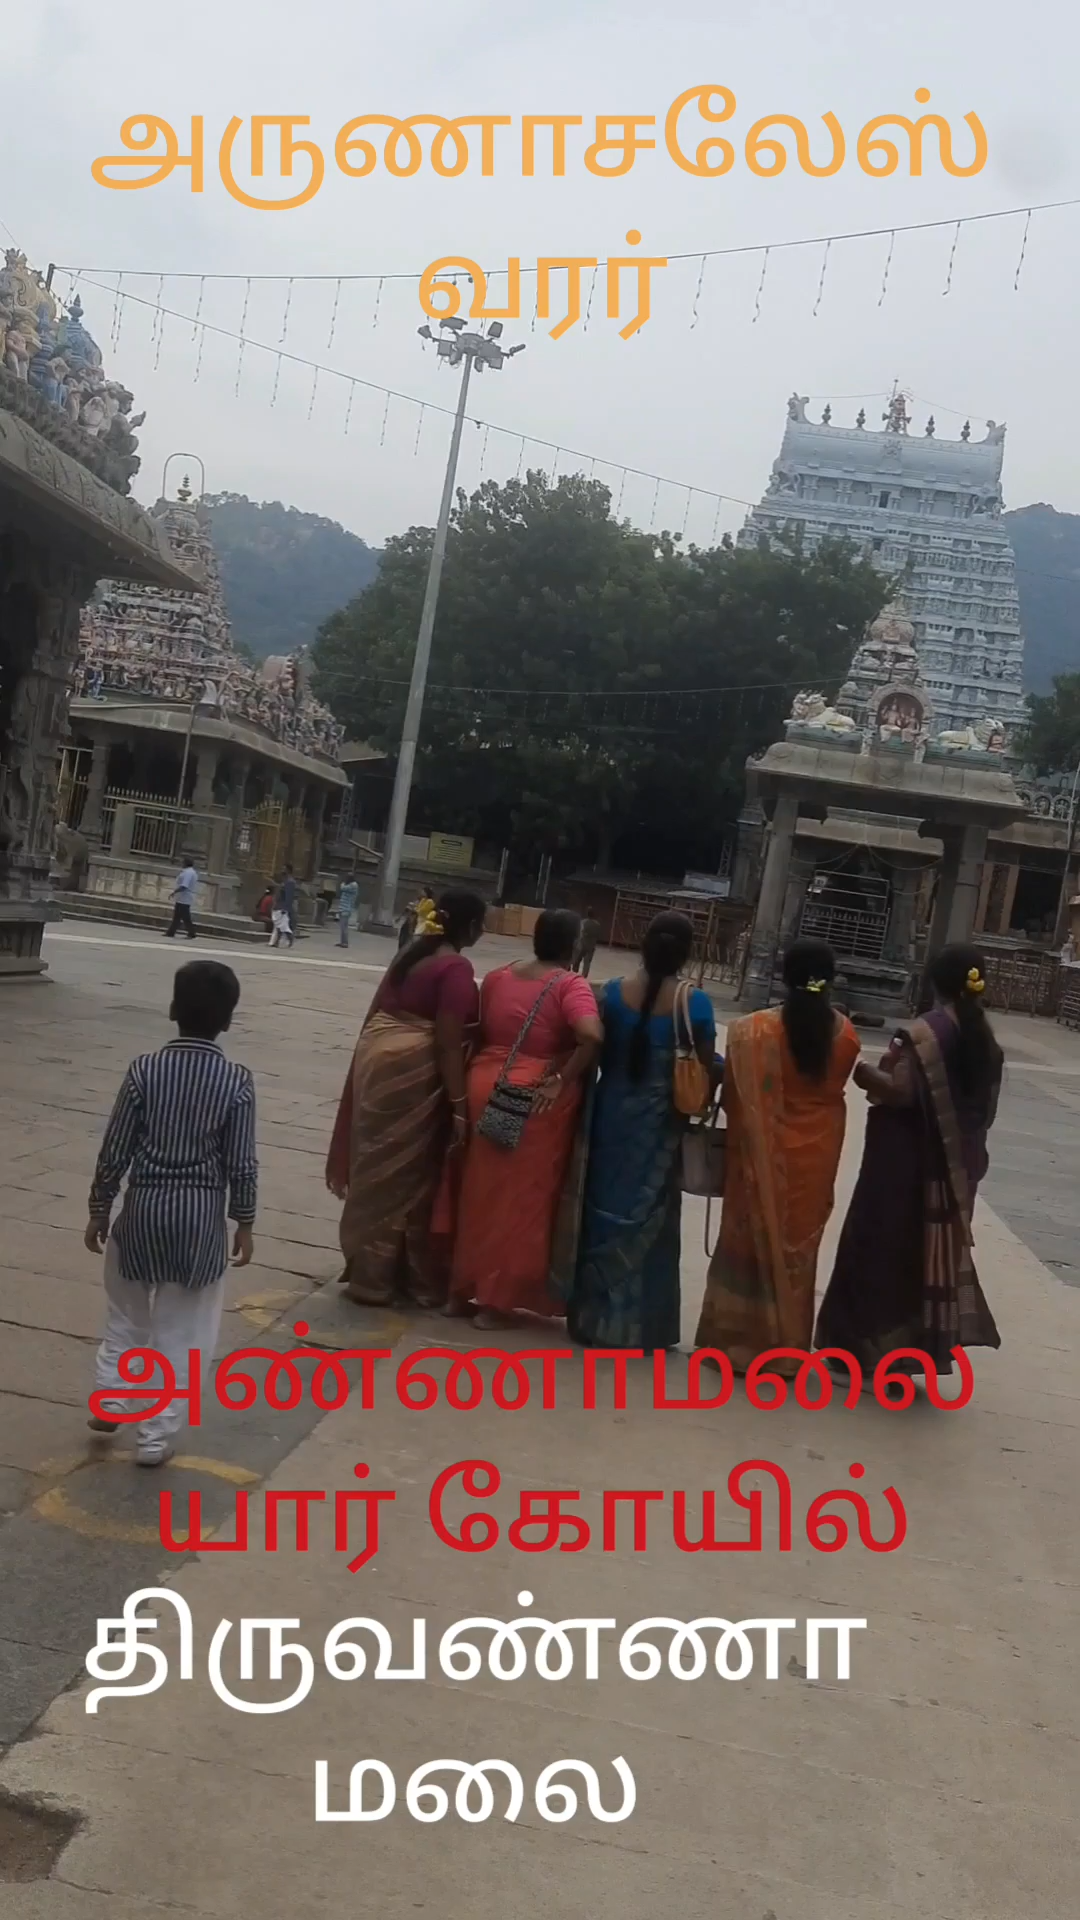 அருணாசலேஸ்
வரர்
அண்ணாமலை
யார் கோயில்
திருவண்ணா
மலை